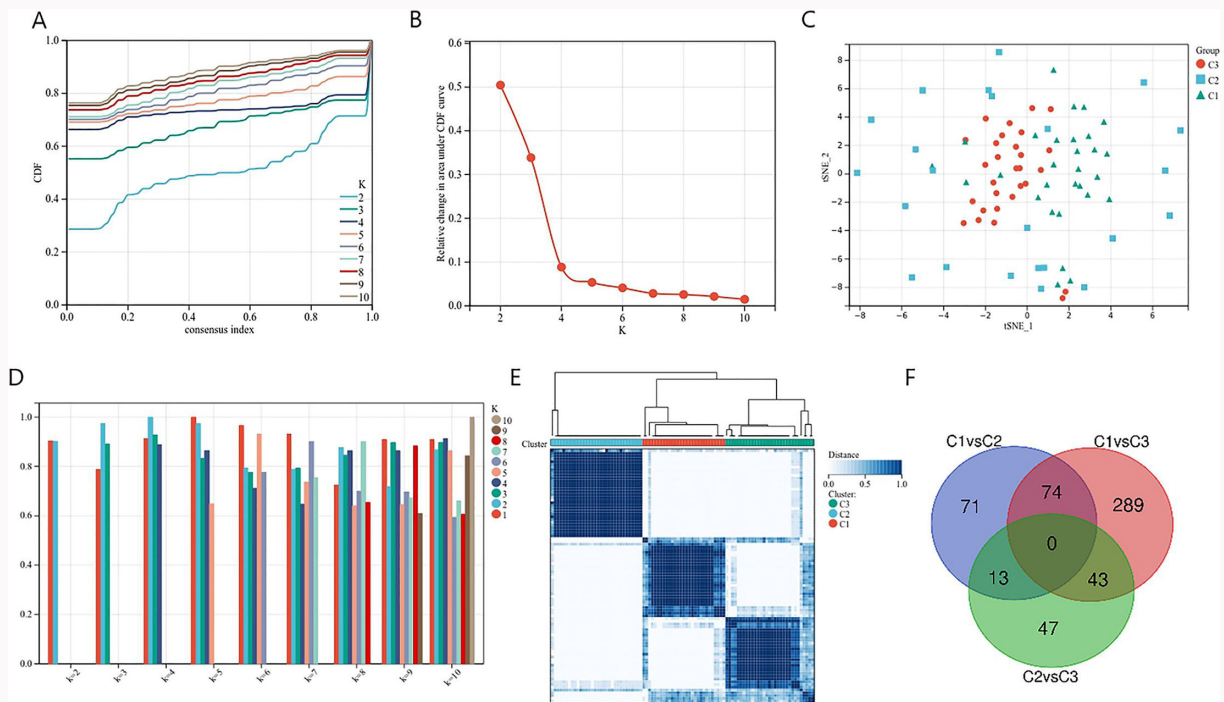 A
1.0
0.8
0.6
0.4
0.2
0.0
CDF
0.0 0.2 0.4 0.6 0.8 1.0
consensus index
K
2
3
4
5
6
7
8
9
10
B
0.6
0.5
0.4
0.3
0.2
0.1
0.0
Relative change in area under CDF curve
2 4 6 8 10
K
C
8
6
4
2
0
−2
−4
−6
−8
tSNE_2
−8 −6 −4 −2 0 2 4 6
tSNE_1
Group
C3
C2
C1
D
1.0
0.8
0.6
0.4
0.2
0.0
k=2 k=3 k=4 k=5 k=6 k=7 k=8 k=9 k=10
K
10
9
8
7
6
5
4
3
2
1
E
Cluster
Distance
0.0 0.5 1.0
Cluster:
C3
C2
C1
F
C1vsC2 C1vsC3
71 74 289
0
13 43
47
C2vsC3